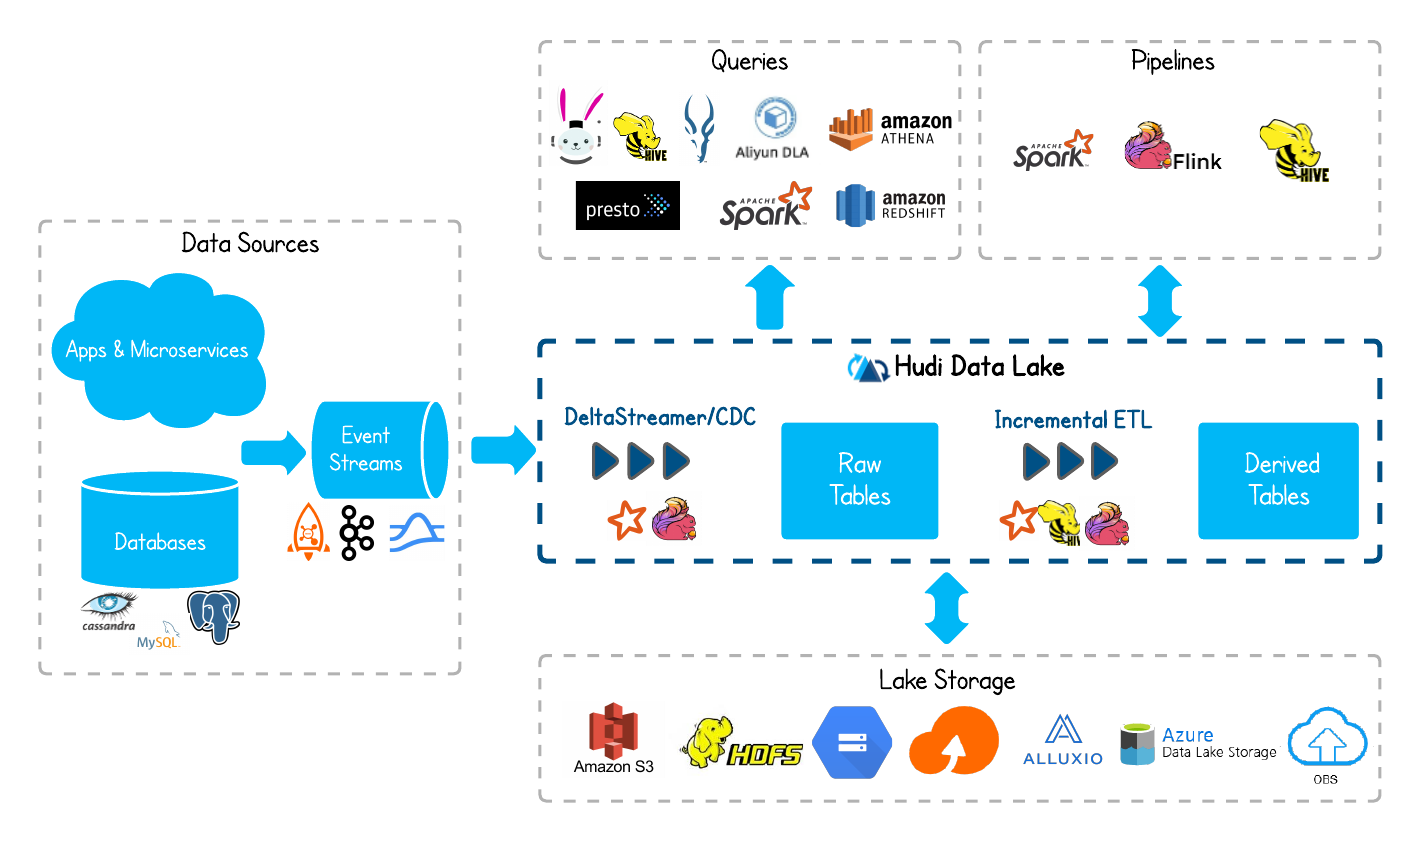 Queries
HIVE
Aliyun DLA
amazon
ATHENA
presto
APACHE
Spark
amazon
REDSHIFT
Pipelines
APACHE
Spark
Flink
HIVE
Data Sources
Apps & Microservices
Event
Streams
Databases
cassandra
MySQL
Hudi Data Lake
DeltaStreamer/CDC
Raw
Tables
Incremental ETL
HIV
Derived
Tables
Lake Storage
Amazon S3
HDFS
ALLUXIO
Azure
Data Lake Storage
OBS